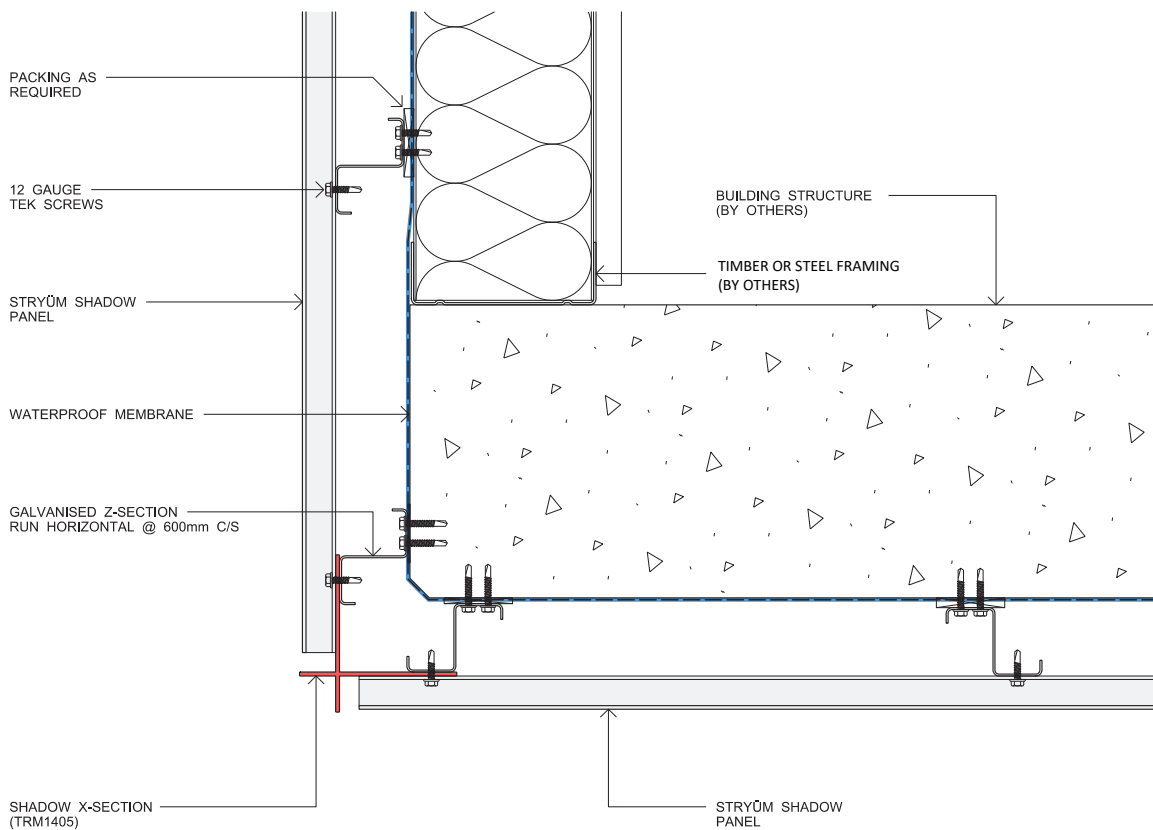 PACKING AS
REQUIRED
12 GAUGE
TEK SCREWS
STRYÜM SHADOW
PANEL
WATERPROOF MEMBRANE
GALVANISED Z-SECTION
RUN HORIZONTAL @ 600mm C/S
SHADOW X-SECTION
(TRM1405)
BUILDING STRUCTURE
(BY OTHERS)
TIMBER OR STEEL FRAMING
(BY OTHERS)
STRYÜM SHADOW
PANEL